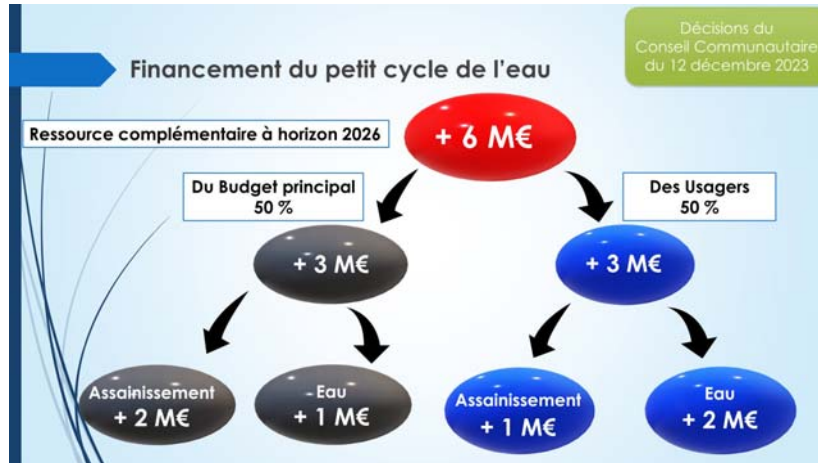 Décisions du
Conseil Communautaire
du 12 décembre 2023
Financement du petit cycle de l'eau
Ressource complémentaire à horizon 2026
+ 6 M€
Du Budget principal
50 %
Des Usagers
50 %
+ 3 M€
+ 3 M€
Assainissement
+ 2 M€
Eau
+ 1 M€
Assainissement
+ 1 M€
Eau
+ 2 M€